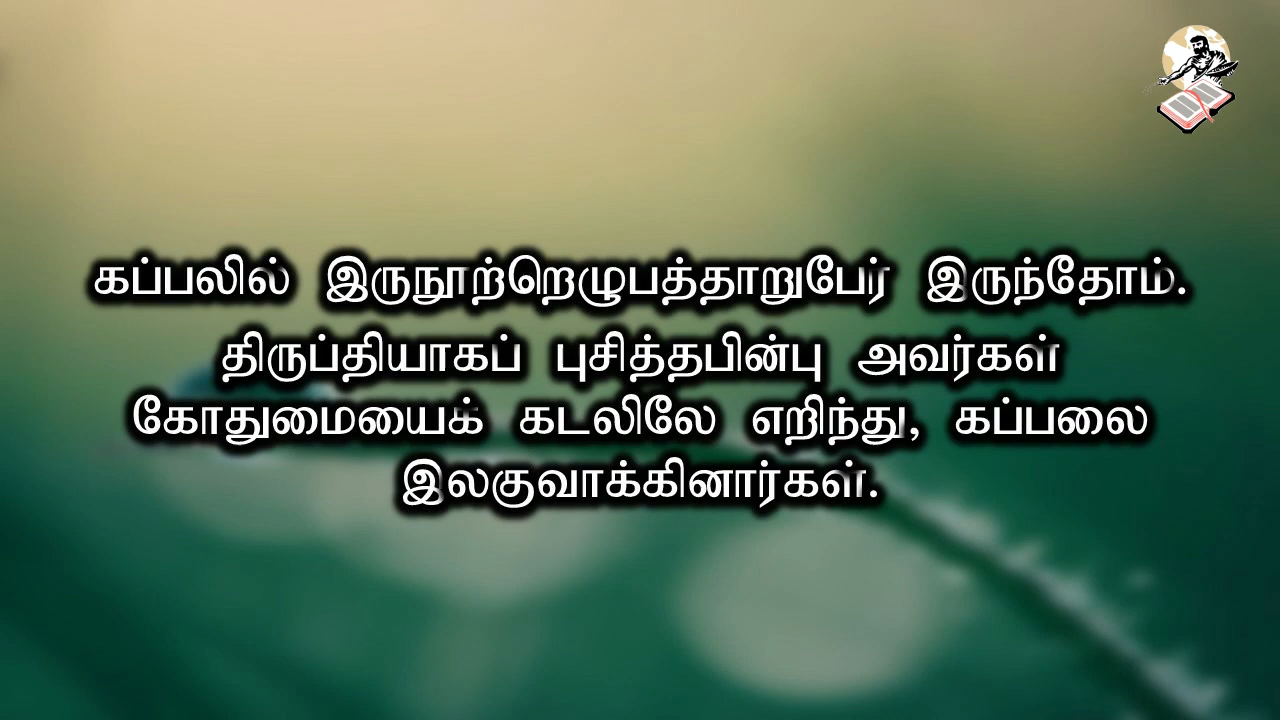 கப்பலில் இருநூற்றெழுபத்தாறுபேர் இருந்தோம்.
திருப்தியாகப் புசித்தபின்பு அவர்கள்
கோதுமையைக் கடலிலே எறிந்து, கப்பலை
இலகுவாக்கினார்கள்.